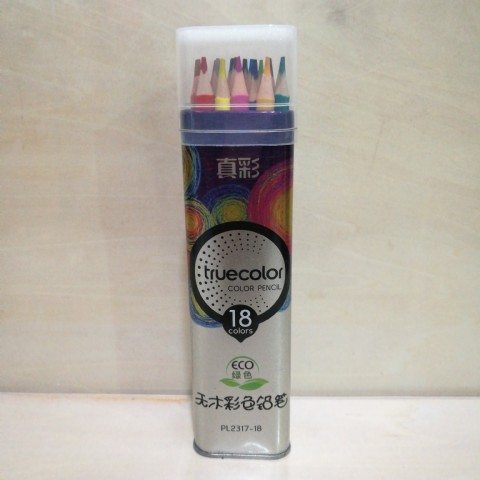 真彩
truecolor
COLOR PENCIL
18
colors
ECO
绿色
无木彩色铅笔
PL2317-18